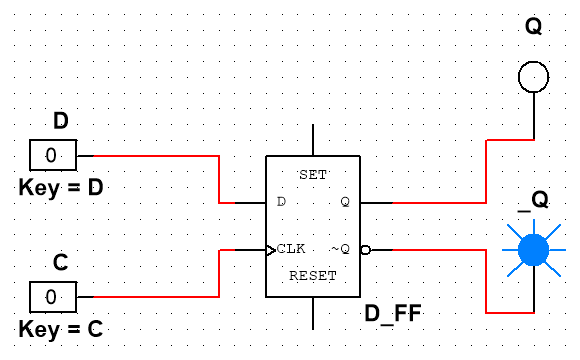 Q
D
0
Key = D
SET
D
Q
_Q
C
CLK
~Q
0
RESET
Key = C
D_FF